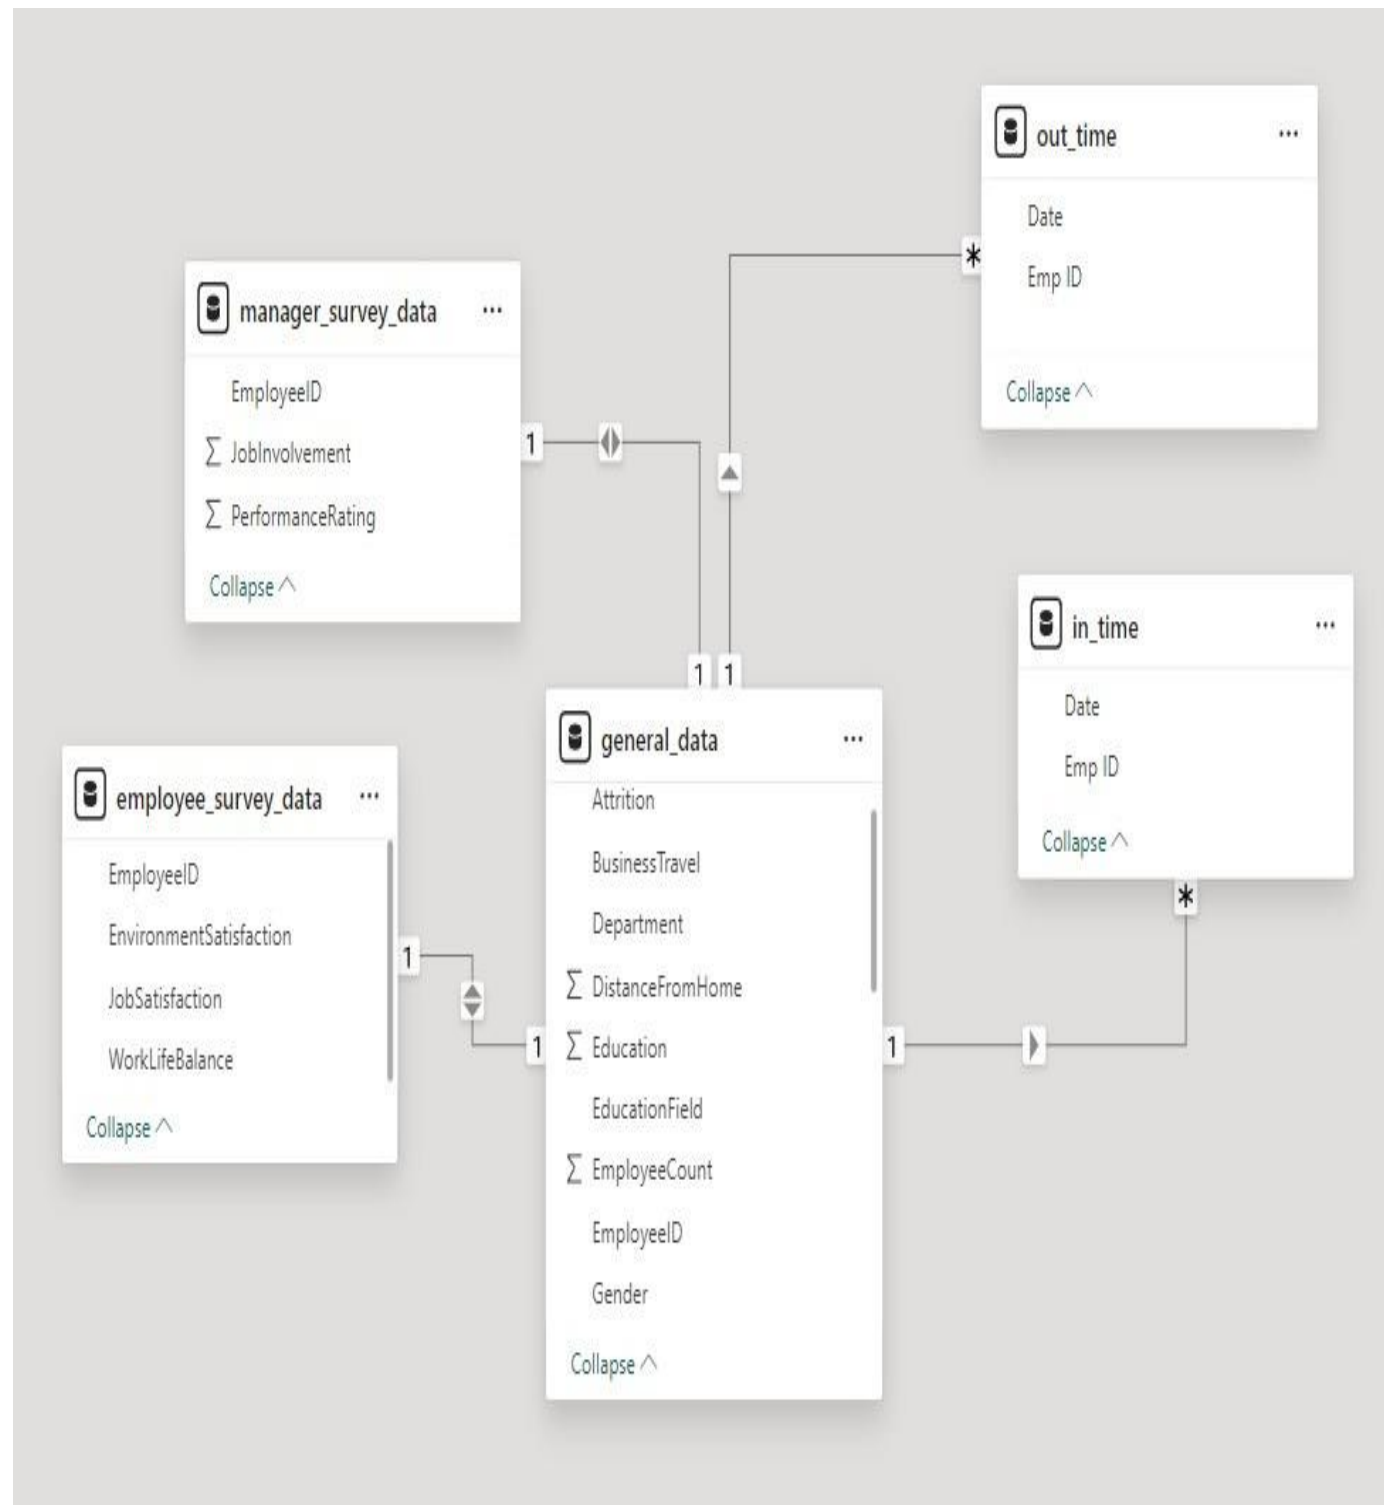 out_time
...
Date
Emp ID
Collapse
*
manager_survey_data
...
EmployeeID
∑ JobInvolvement
∑ PerformanceRating
Collapse
1
1 1
in_time
...
Date
Emp ID
Collapse
*
general_data
...
Attrition
BusinessTravel
Department
∑ DistanceFromHome
∑ Education
EducationField
∑ EmployeeCount
EmployeeID
Gender
Collapse
1
1
employee_survey_data
...
EmployeeID
EnvironmentSatisfaction
JobSatisfaction
WorkLifeBalance
Collapse
1